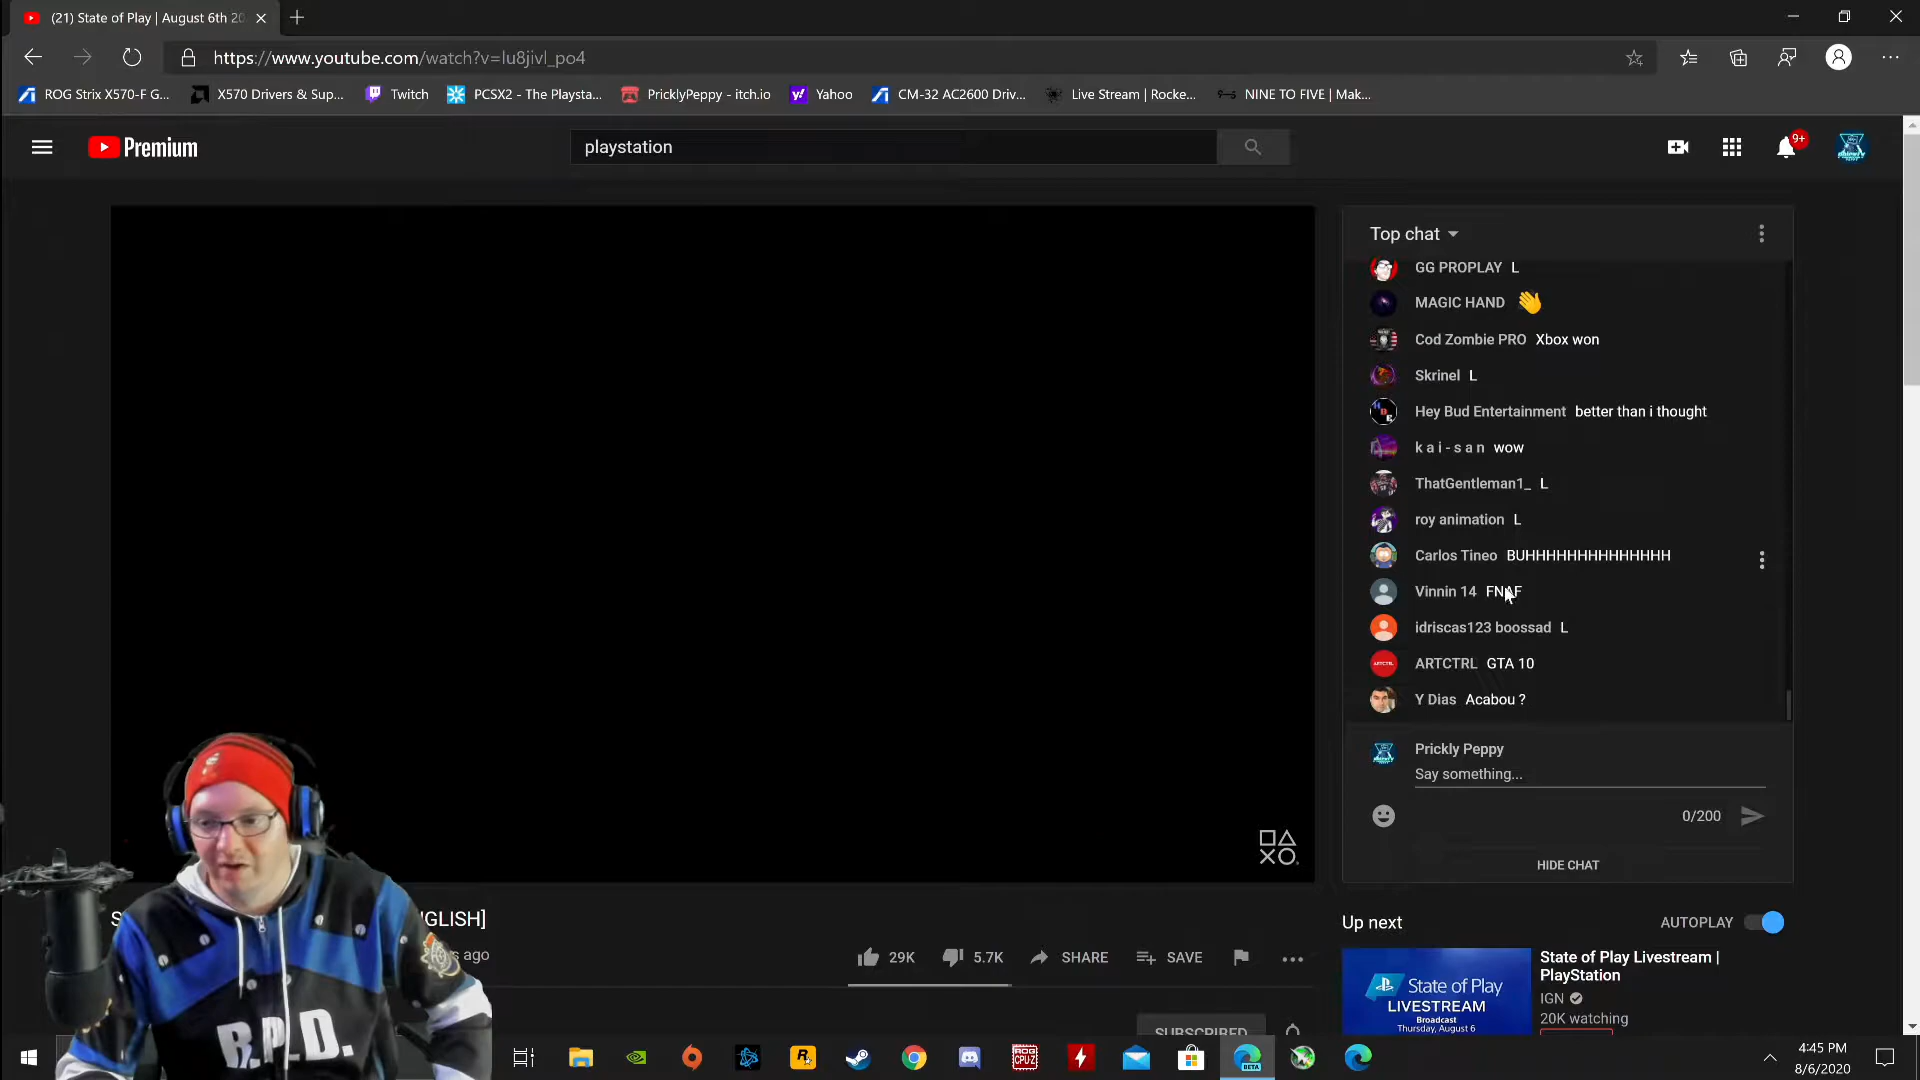 (21) State of Play | August 6th 20
https://www.youtube.com/watch?v=lu8jivl_po4
ROG Strix X570-F G... X570 Drivers & Sup... Twitch PCSX2 - The Playsta... PricklyPeppy - itch.io Yahoo CM-32 AC2600 Driv... Live Stream | Rocke... NINE TO FIVE | Mak...
Premium
playstation
9+
Top chat
GG PROPLAY L
MAGIC HAND 👋
Cod Zombie PRO Xbox won
Skrinel L
Hey Bud Entertainment better than i thought
k a i - s a n wow
ThatGentleman1_ L
roy animation L
Carlos Tineo BUHHHHHHHHHHHHHH
Vinnin 14 FNAF
idriscas123 boossad L
ARTCTRL GTA 10
Y Dias Acabou ?
Prickly Peppy
Say something...
0/200
HIDE CHAT
GLISH]
ago
29K 5.7K SHARE SAVE
SUBSCRIBED
Up next AUTOPLAY
State of Play
LIVESTREAM
Broadcast
Thursday, August 6
State of Play Livestream |
PlayStation
IGN
20K watching
B.P.D.
ROG
CPU-Z
BETA
4:45 PM
8/6/2020